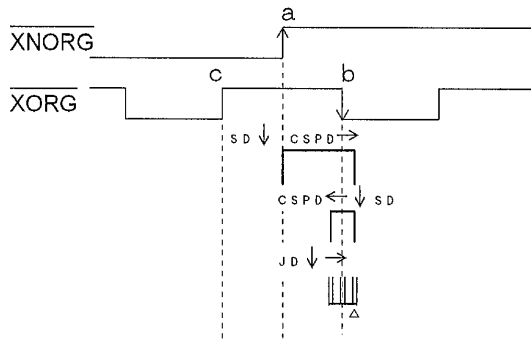 a
XNORG
c b
XORG
SD ↓ CSPD →
CSPD ← ↓ SD
JD ↓ →
△